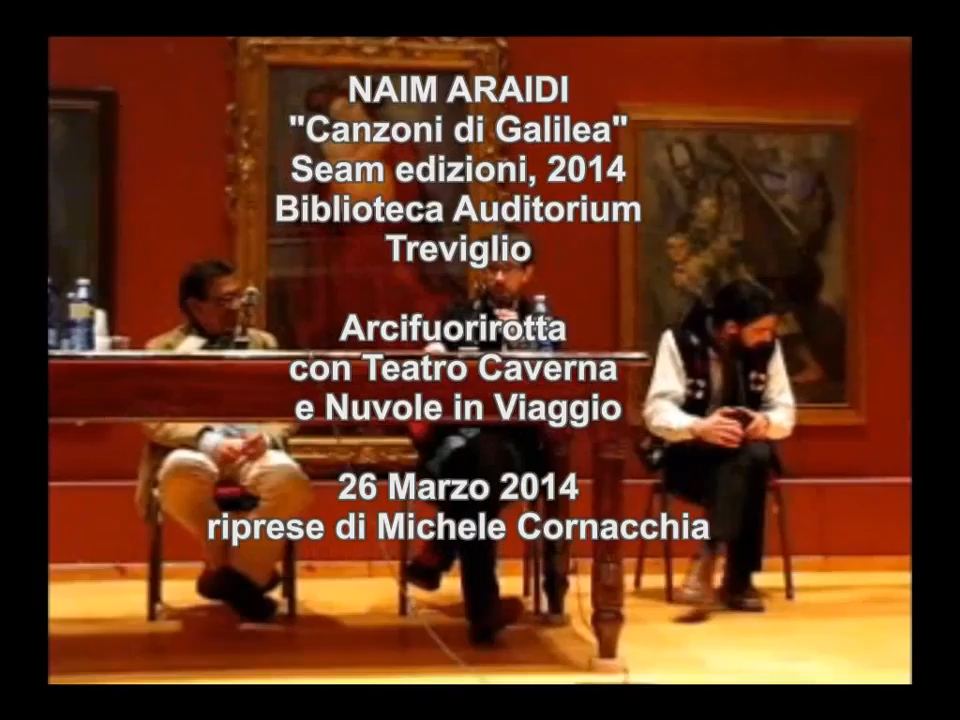 NAIM ARAIDI
"Canzoni di Galilea"
Seam edizioni, 2014
Biblioteca Auditorium
Treviglio
Arcifuorirotta
con Teatro Caverna
e Nuvole in Viaggio
26 Marzo 2014
riprese di Michele Cornacchia